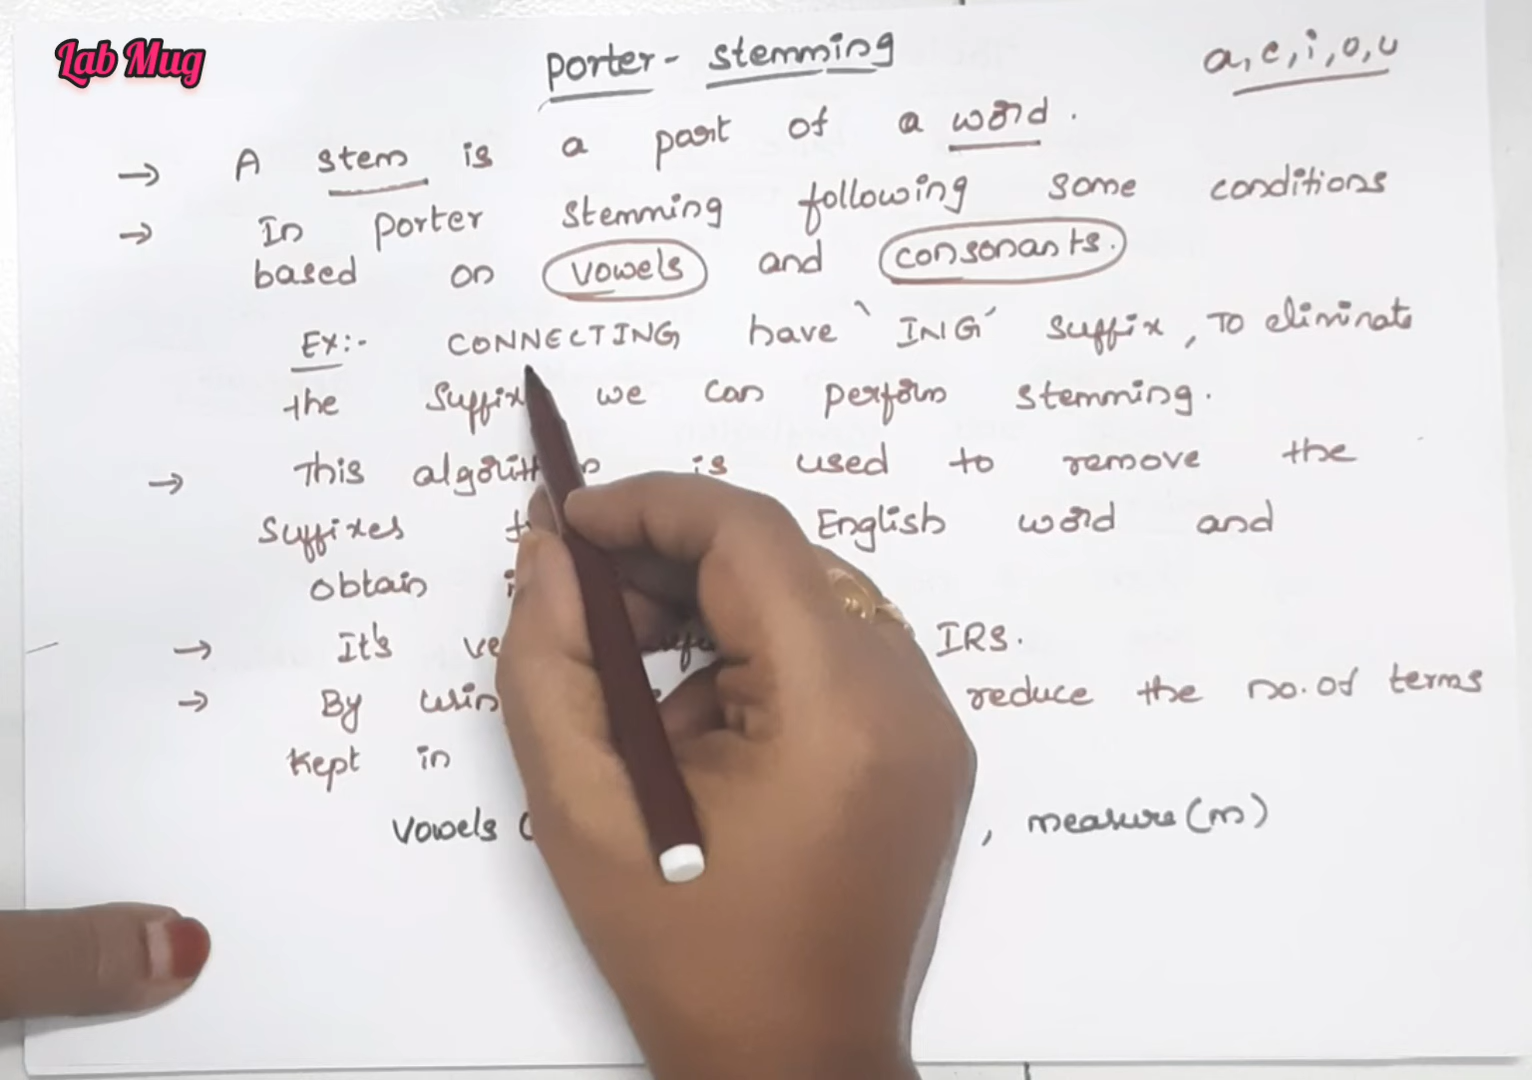 Lab Mug
Porter - stemming
a, e, i, o, u
→ A stem is a part of a word.
→ In porter stemming following some conditions
based on vowels and consonants.
Ex:- CONNECTING have 'ING' suffix, To eliminate
the Suffix we can perform stemming.
→ This algorithm is used to remove the
Suffixes English word and
obtain
→ It's IRS.
→ By reduce the no. of terms
kept in
Vowels ( , measure (m)